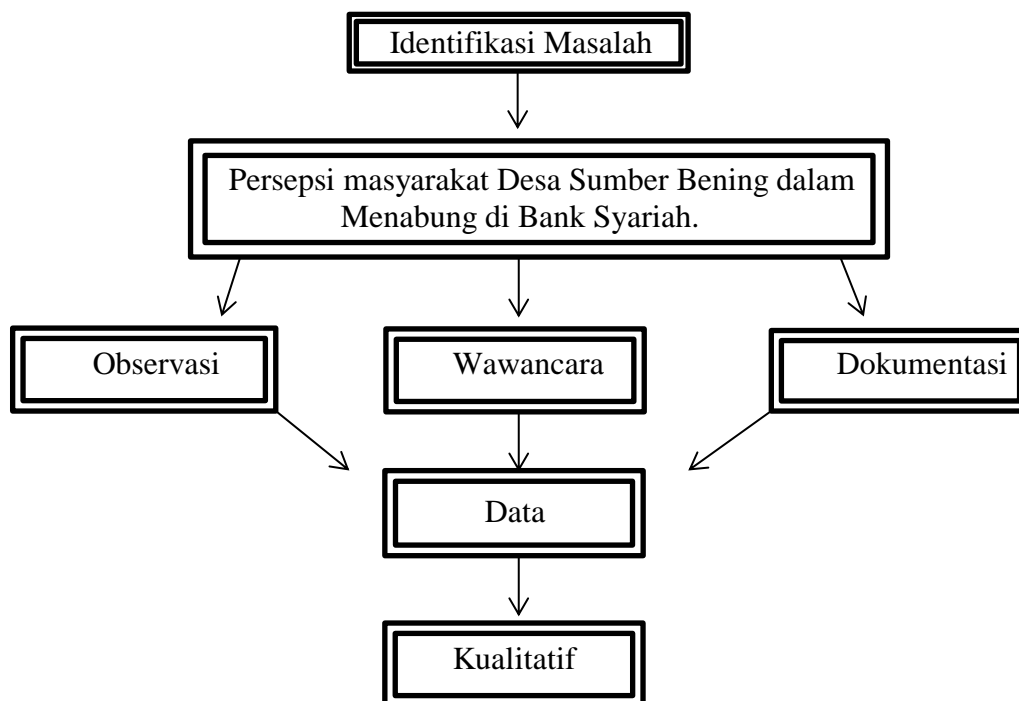 Identifikasi Masalah
Persepsi masyarakat Desa Sumber Bening dalam
Menabung di Bank Syariah.
Observasi
Wawancara
Dokumentasi
Data
Kualitatif